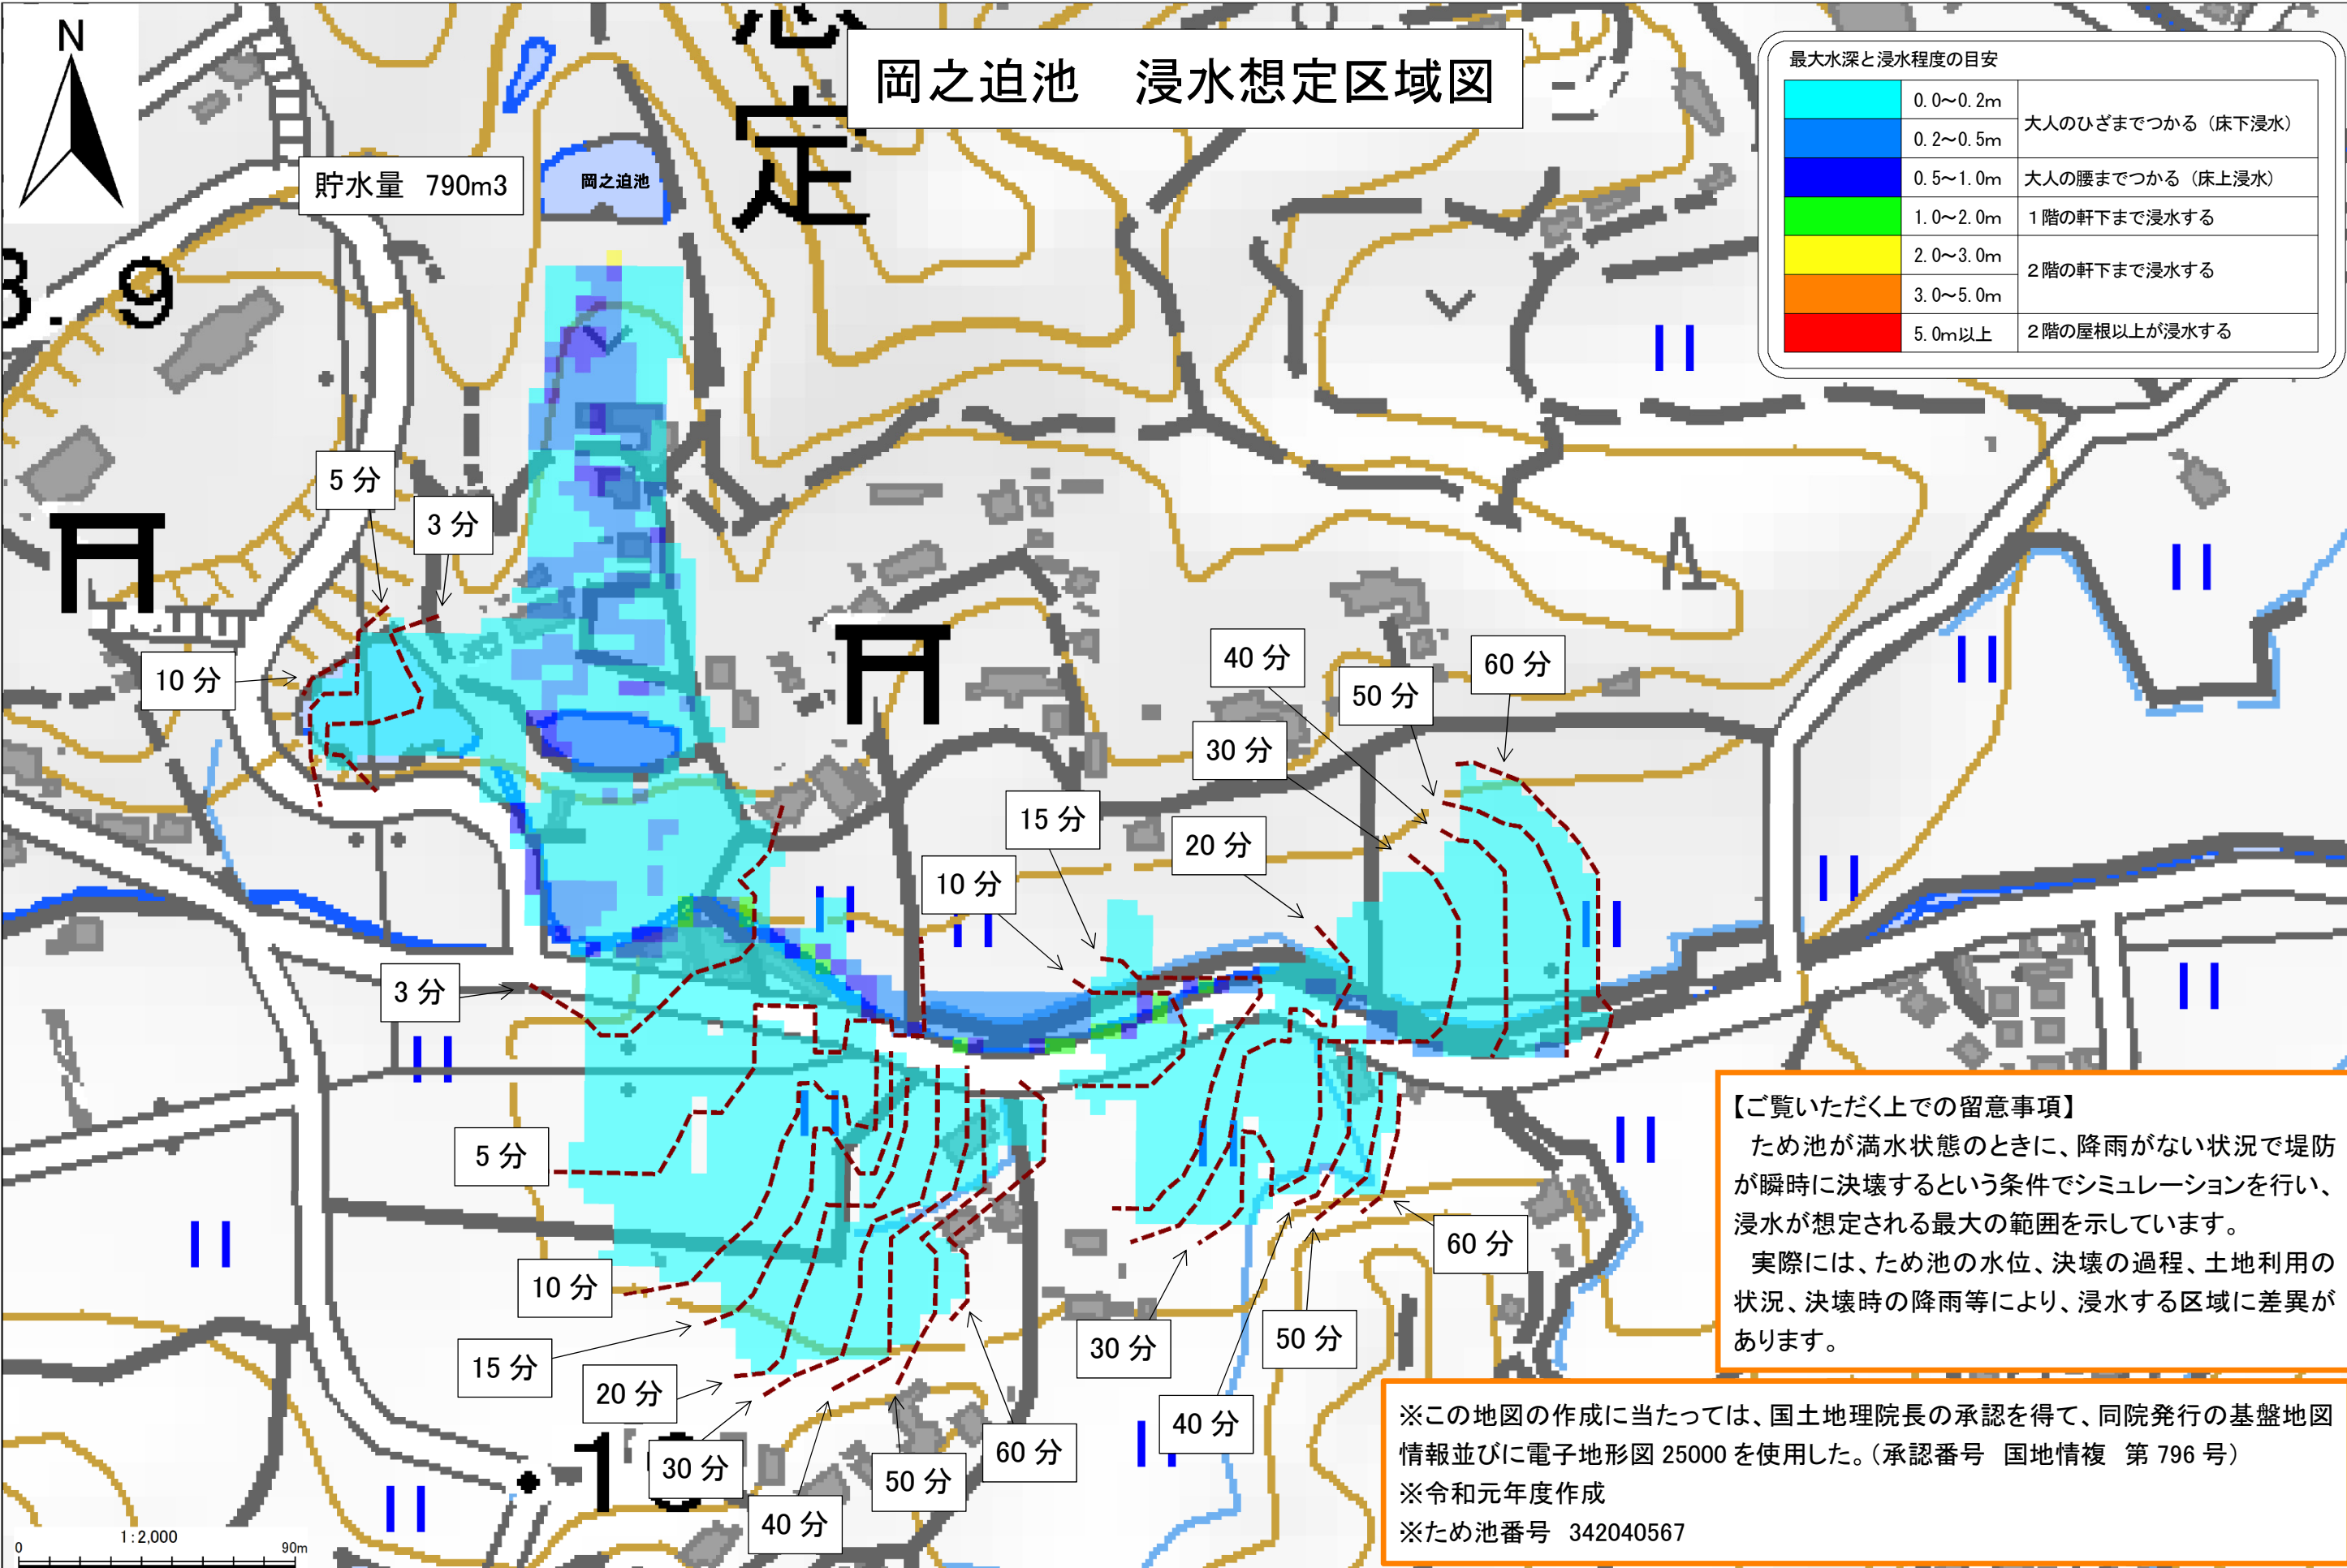 N
岡之迫池　浸水想定区域図
最大水深と浸水程度の目安
0.0～0.2m
大人のひざまでつかる（床下浸水）
0.2～0.5m
0.5～1.0m
大人の腰までつかる（床上浸水）
1.0～2.0m
1階の軒下まで浸水する
2.0～3.0m
2階の軒下まで浸水する
3.0～5.0m
5.0m以上
2階の屋根以上が浸水する
貯水量　790m3
岡之迫池
定
9
5分
3分
10分
40分
60分
50分
30分
15分
20分
10分
3分
5分
10分
15分
20分
30分
40分
50分
60分
30分
40分
50分
60分
【ご覧いただく上での留意事項】
ため池が満水状態のときに、降雨がない状況で堤防
が瞬時に決壊するという条件でシミュレーションを行い、
浸水が想定される最大の範囲を示しています。
実際には、ため池の水位、決壊の過程、土地利用の
状況、決壊時の降雨等により、浸水する区域に差異が
あります。
※この地図の作成に当たっては、国土地理院長の承認を得て、同院発行の基盤地図
情報並びに電子地形図25000を使用した。（承認番号　国地情複　第796号）
※令和元年度作成
※ため池番号　342040567
1:2,000
0
90m